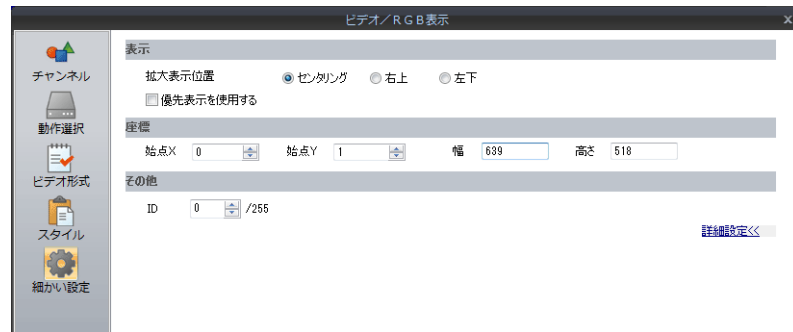 ビデオ／ＲＧＢ表示
チャンネル
動作選択
ビデオ形式
スタイル
細かい設定
表示
拡大表示位置 センタリング 右上 左下
優先表示を使用する
座標
始点X 0 始点Y 1 幅 639 高さ 518
その他
ID 0 /255
詳細設定<<